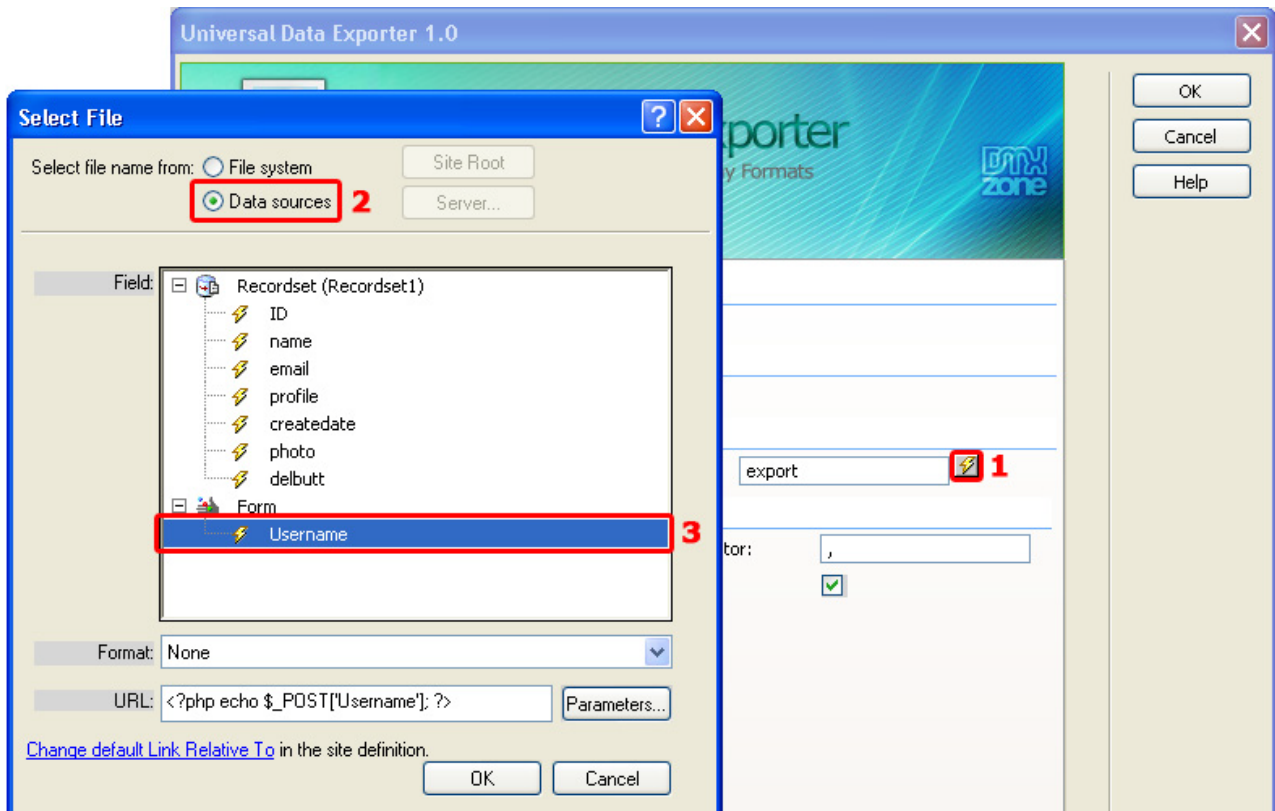 Universal Data Exporter 1.0
OK
Cancel
Help
porter
y Formats
DMX
zone
Select File
Select file name from:
File system
Site Root
Data sources
2
Server...
Field:
Recordset (Recordset1)
ID
name
email
profile
createdate
photo
delbutt
Form
Username
3
export
1
tor:
,
Format:
None
URL:
<?php echo $_POST['Username']; ?>
Parameters...
Change default Link Relative To in the site definition.
OK
Cancel